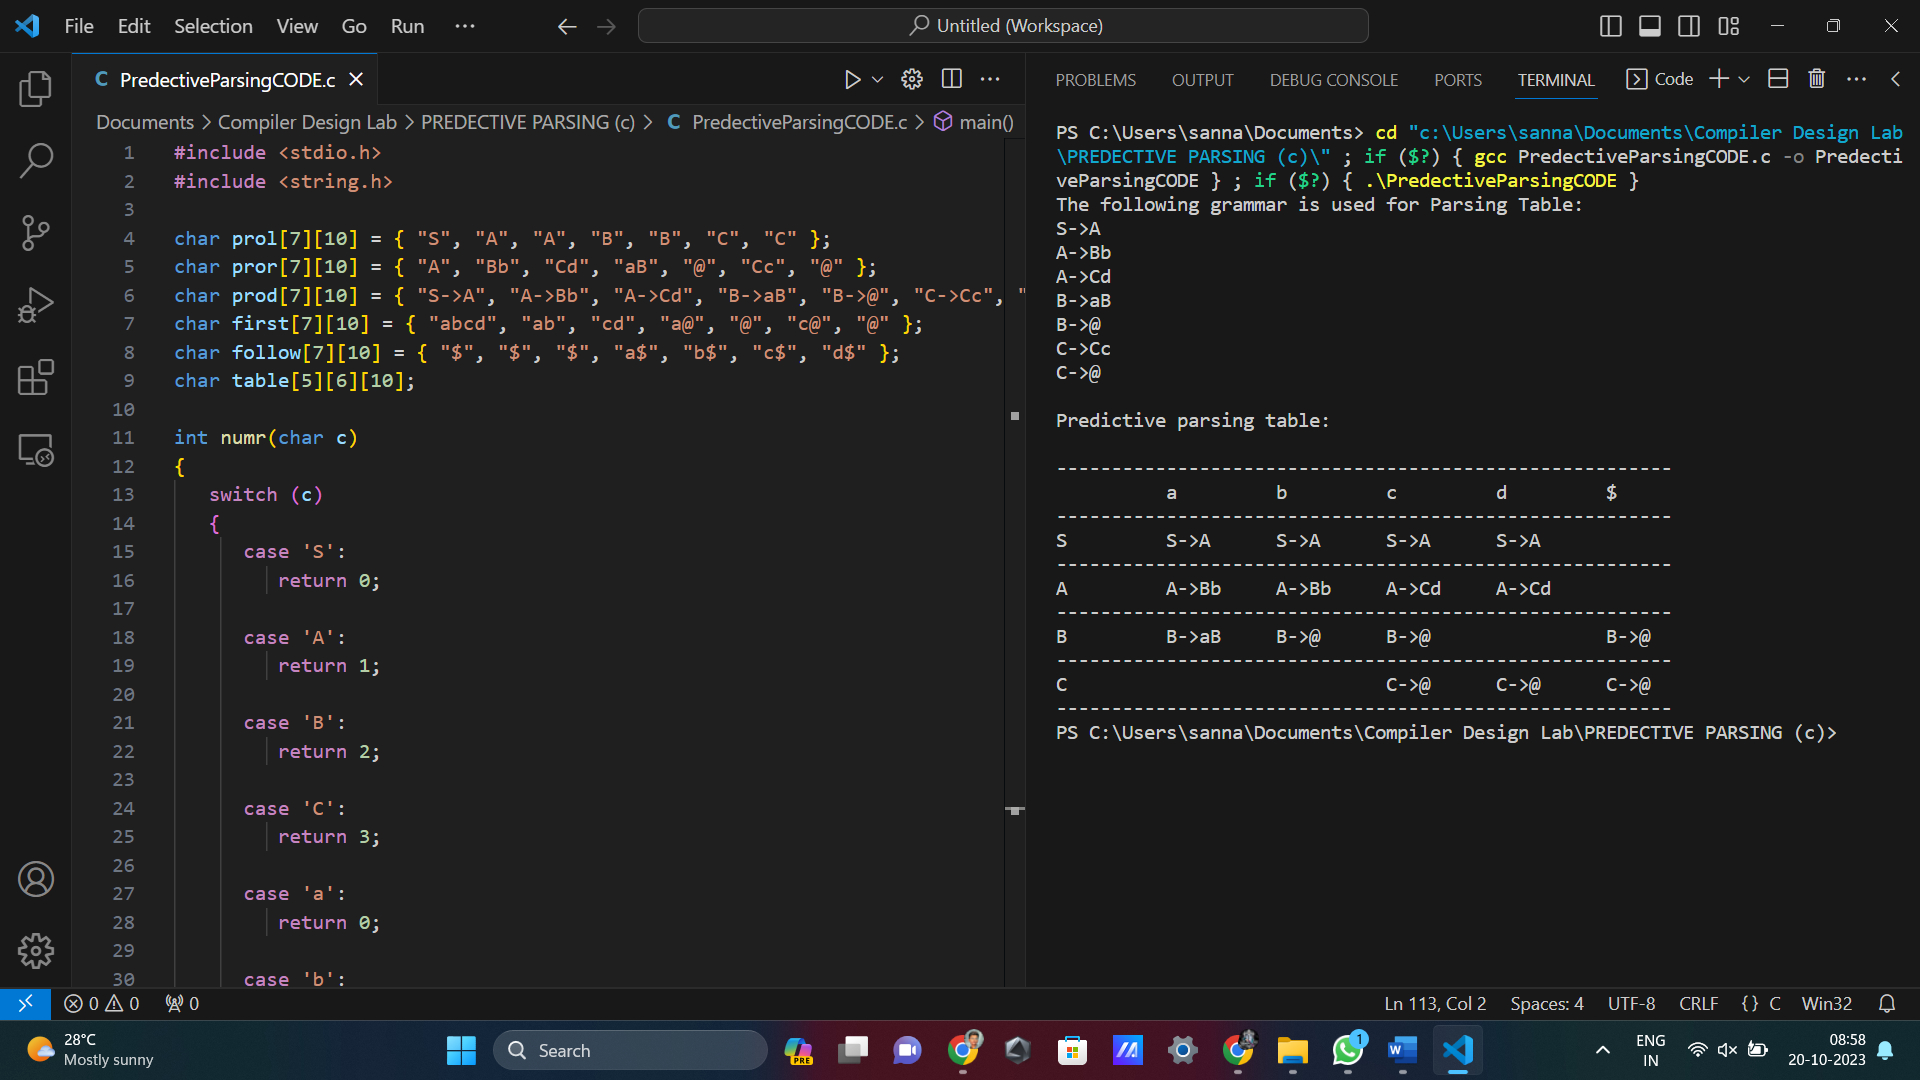 File Edit Selection View Go Run ··· Untitled (Workspace)
C PredectiveParsingCODE.c
Documents > Compiler Design Lab > PREDECTIVE PARSING (c) > C PredectiveParsingCODE.c > main()
1 #include <stdio.h>
2 #include <string.h>
3
4 char prol[7][10] = { "S", "A", "A", "B", "B", "C", "C" };
5 char pror[7][10] = { "A", "Bb", "Cd", "aB", "@", "Cc", "@" };
6 char prod[7][10] = { "S->A", "A->Bb", "A->Cd", "B->aB", "B->@", "C->Cc", "
7 char first[7][10] = { "abcd", "ab", "cd", "a@", "@", "c@", "@" };
8 char follow[7][10] = { "$", "$", "$", "a$", "b$", "c$", "d$" };
9 char table[5][6][10];
10
11 int numr(char c)
12 {
13 switch (c)
14 {
15 case 'S':
16 return 0;
17
18 case 'A':
19 return 1;
20
21 case 'B':
22 return 2;
23
24 case 'C':
25 return 3;
26
27 case 'a':
28 return 0;
29
30 case 'b':
PROBLEMS OUTPUT DEBUG CONSOLE PORTS TERMINAL Code
PS C:\Users\sanna\Documents> cd "c:\Users\sanna\Documents\Compiler Design Lab
\PREDECTIVE PARSING (c)\" ; if ($?) { gcc PredectiveParsingCODE.c -o Predecti
veParsingCODE } ; if ($?) { .\PredectiveParsingCODE }
The following grammar is used for Parsing Table:
S->A
A->Bb
A->Cd
B->aB
B->@
C->Cc
C->@
Predictive parsing table:
--------------------------------------------------------
a b c d $
--------------------------------------------------------
S S->A S->A S->A S->A
--------------------------------------------------------
A A->Bb A->Bb A->Cd A->Cd
--------------------------------------------------------
B B->aB B->@ B->@ B->@
--------------------------------------------------------
C C->@ C->@ C->@
--------------------------------------------------------
PS C:\Users\sanna\Documents\Compiler Design Lab\PREDECTIVE PARSING (c)>
0 0 0 Ln 113, Col 2 Spaces: 4 UTF-8 CRLF {} C Win32
28°C
Mostly sunny
Search
PRE
1
W
ENG
IN
08:58
20-10-2023